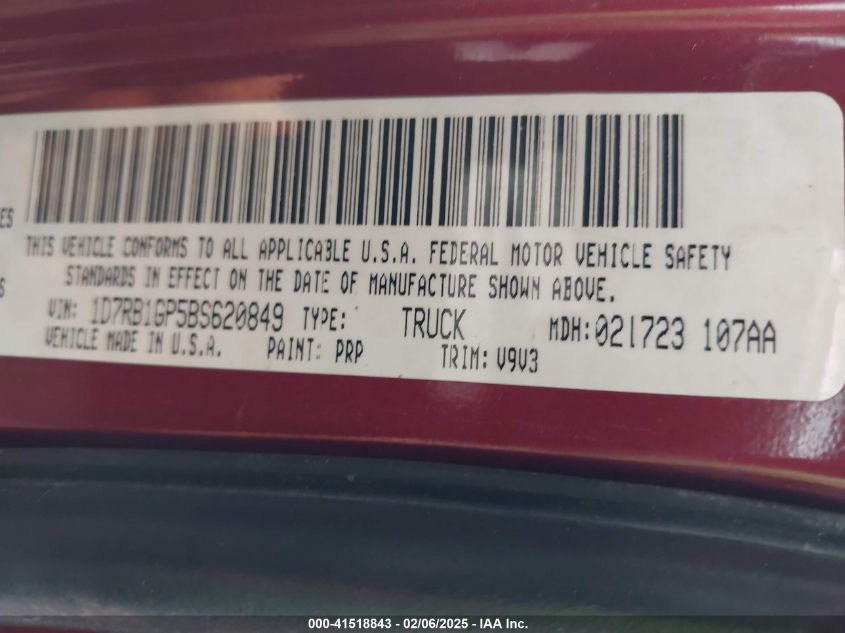 ES
THIS VEHICLE CONFORMS TO ALL APPLICABLE U.S.A. FEDERAL MOTOR VEHICLE SAFETY
S
STANDARDS IN EFFECT ON THE DATE OF MANUFACTURE SHOWN ABOVE.
VIN: 1D7RB1GP5BS620849 TYPE: TRUCK MDH:021723 107AA
VEHICLE MADE IN U.S.A. PAINT: PRP TRIM: V9V3
000-41518843 - 02/06/2025 - IAA Inc.